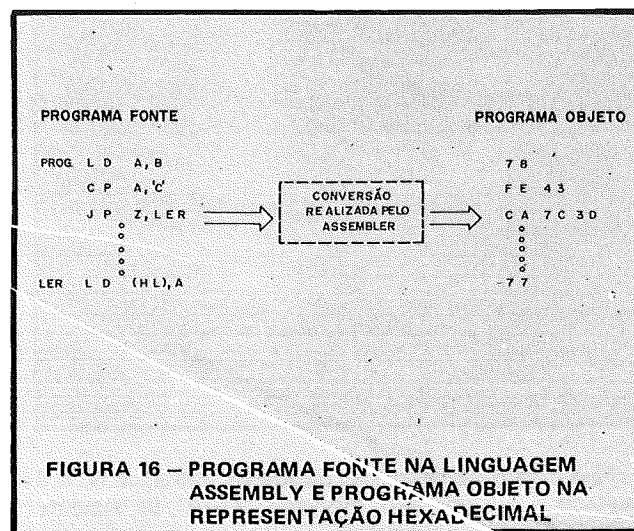 PROGRAMA FONTE
PROGRAMA OBJETO
PROG. LD A,B
78
CP A,'C'
FE 43
JP Z,LER
CONVERSÃO
REALIZADA PELO
ASSEMBLER
CA 7C 3D
LER LD (HL),A
77
FIGURA 16 – PROGRAMA FONTE NA LINGUAGEM
ASSEMBLY E PROGRAMA OBJETO NA
REPRESENTAÇÃO HEXADECIMAL